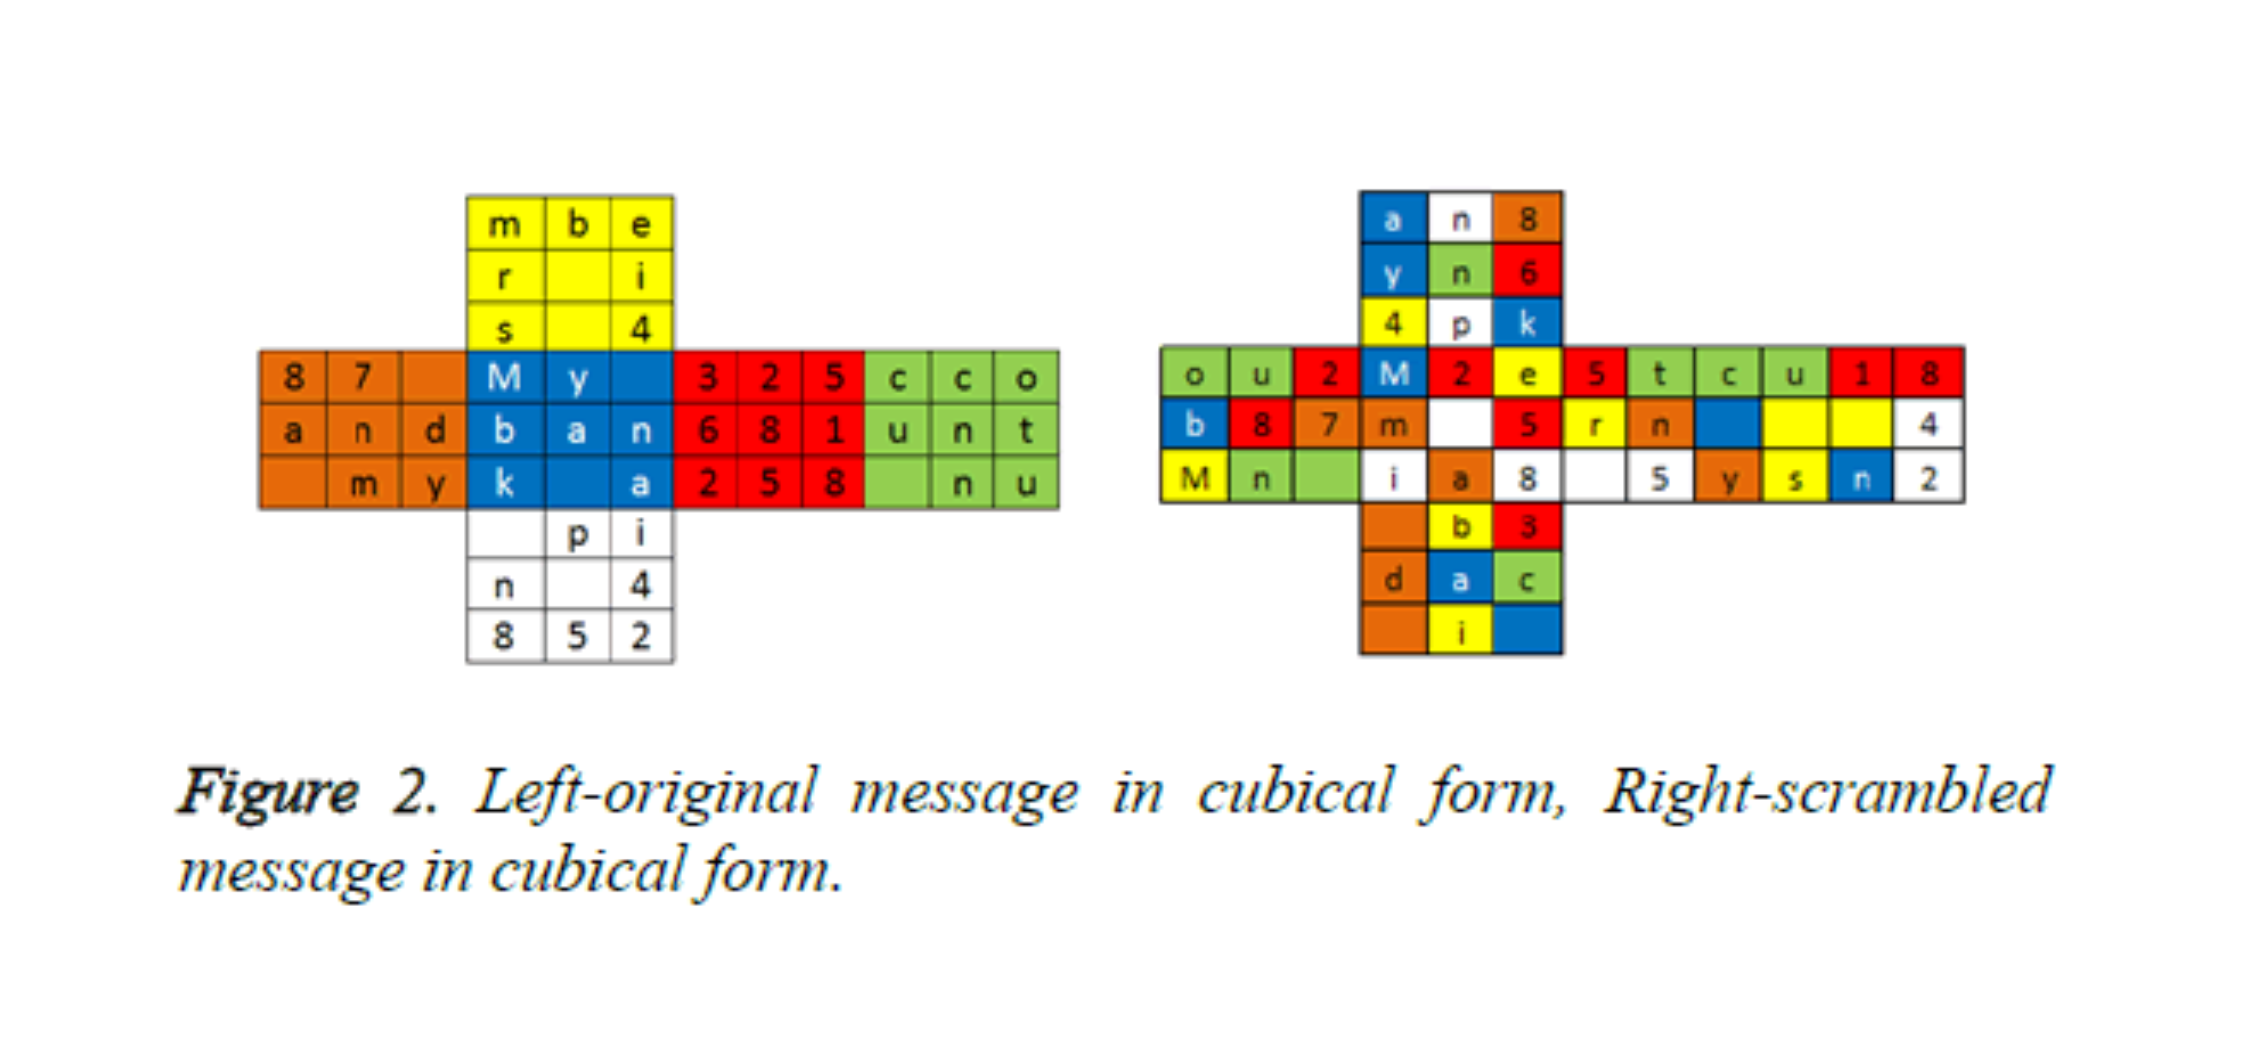 m b e
r i
s 4
8 7 M y 3 2 5 c c o
a n d b a n 6 8 1 u n t
m y k a 2 5 8 n u
p i
n 4
8 5 2
a n 8
y n 6
4 p k
o u 2 M 2 e 5 t c u 1 8
b 8 7 m 5 r n 4
M n i a 8 5 y s n 2
b 3
d a c
i
Figure 2. Left-original message in cubical form, Right-scrambled
message in cubical form.